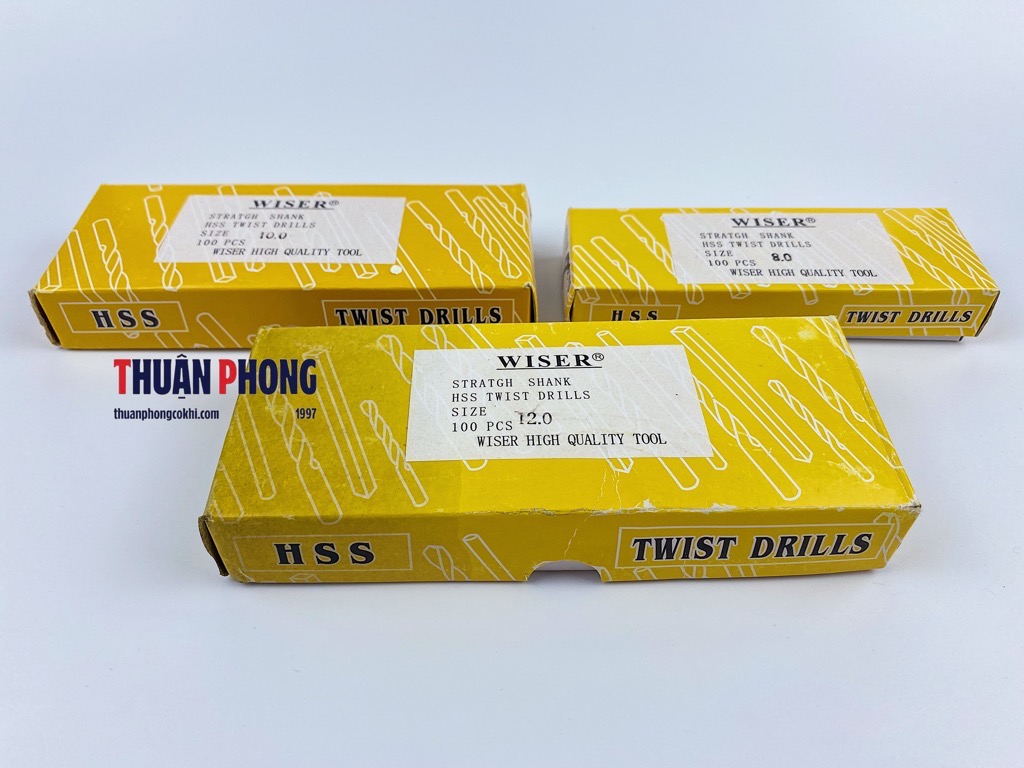 WISER®
STRATGH SHANK
HSS TWIST DRILLS
SIZE 10.0
100 PCS
WISER HIGH QUALITY TOOL
HSS
TWIST DRILLS
WISER®
STRATGH SHANK
HSS TWIST DRILLS
SIZE 8.0
100 PCS
WISER HIGH QUALITY TOOL
HSS
TWIST DRILLS
THUẬN PHONG
thuanphongcokhi.com 1997
WISER®
STRATGH SHANK
HSS TWIST DRILLS
SIZE 12.0
100 PCS
WISER HIGH QUALITY TOOL
HSS
TWIST DRILLS